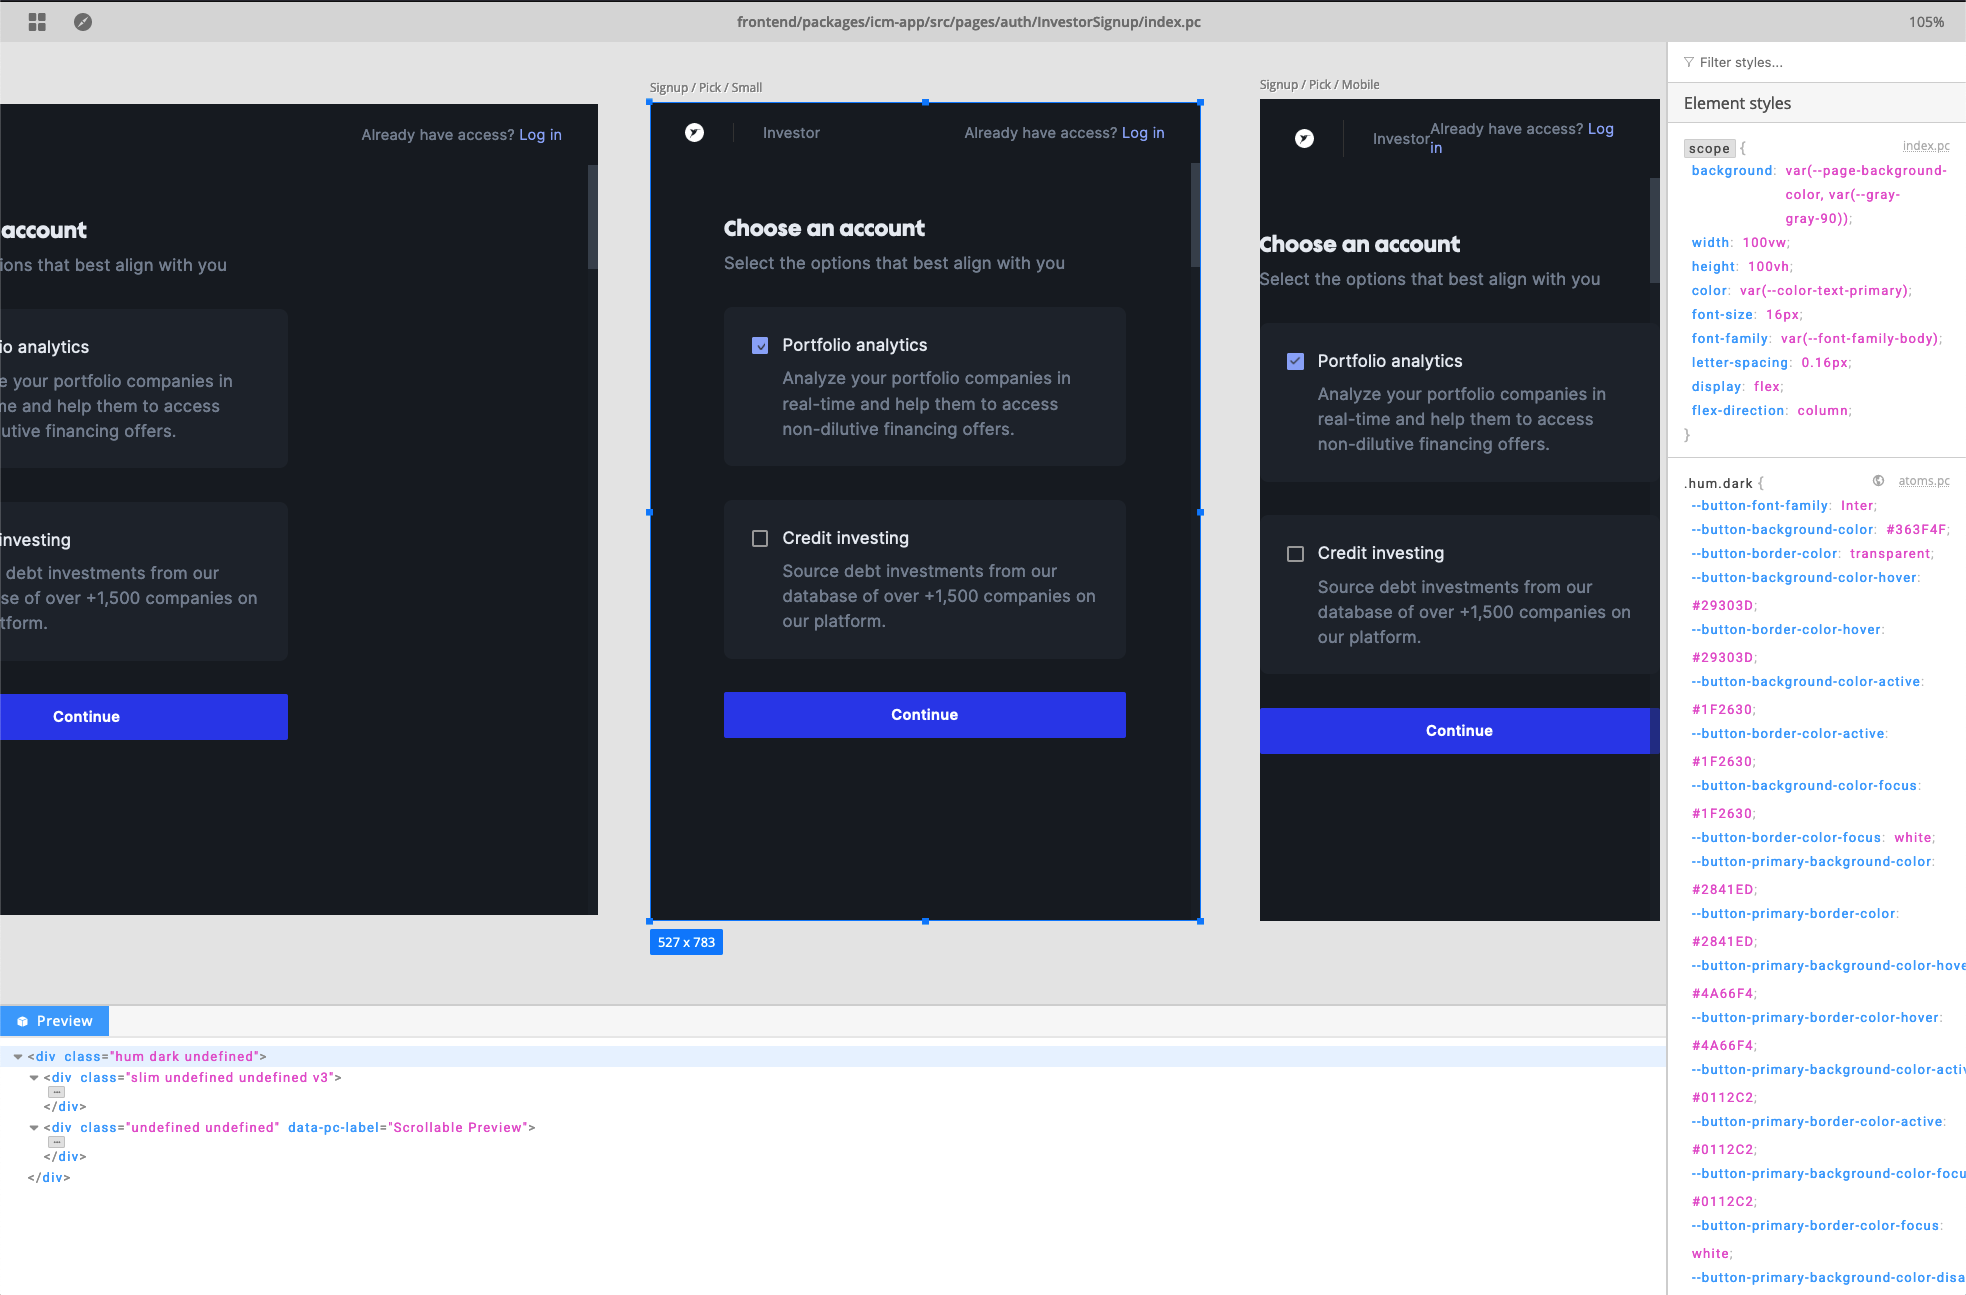 frontend/packages/icm-app/src/pages/auth/InvestorSignup/index.pc
105%
Already have access? Log in
account
ions that best align with you
io analytics
e your portfolio companies in
me and help them to access
utive financing offers.
investing
debt investments from our
se of over +1,500 companies on
tform.
Continue
Signup / Pick / Small
Investor
Already have access? Log in
Choose an account
Select the options that best align with you
Portfolio analytics
Analyze your portfolio companies in
real-time and help them to access
non-dilutive financing offers.
Credit investing
Source debt investments from our
database of over +1,500 companies on
our platform.
Continue
527 x 783
Signup / Pick / Mobile
Investor
Already have access? Log
in
Choose an account
Select the options that best align with you
Portfolio analytics
Analyze your portfolio companies in
real-time and help them to access
non-dilutive financing offers.
Credit investing
Source debt investments from our
database of over +1,500 companies on
our platform.
Continue
Preview
<div class="hum dark undefined">
<div class="slim undefined undefined v3">
...
</div>
<div class="undefined undefined" data-pc-label="Scrollable Preview">
...
</div>
</div>
Filter styles...
Element styles
scope {
index.pc
background: var(--page-background-
color, var(--gray-
gray-90));
width: 100vw;
height: 100vh;
color: var(--color-text-primary);
font-size: 16px;
font-family: var(--font-family-body);
letter-spacing: 0.16px;
display: flex;
flex-direction: column;
}
.hum.dark {
atoms.pc
--button-font-family: Inter;
--button-background-color: #363F4F;
--button-border-color: transparent;
--button-background-color-hover:
#29303D;
--button-border-color-hover:
#29303D;
--button-background-color-active:
#1F2630;
--button-border-color-active:
#1F2630;
--button-background-color-focus:
#1F2630;
--button-border-color-focus: white;
--button-primary-background-color:
#2841ED;
--button-primary-border-color:
#2841ED;
--button-primary-background-color-hove
#4A66F4;
--button-primary-border-color-hover:
#4A66F4;
--button-primary-background-color-acti
#0112C2;
--button-primary-border-color-active:
#0112C2;
--button-primary-background-color-focu
#0112C2;
--button-primary-border-color-focus:
white;
--button-primary-background-color-disa